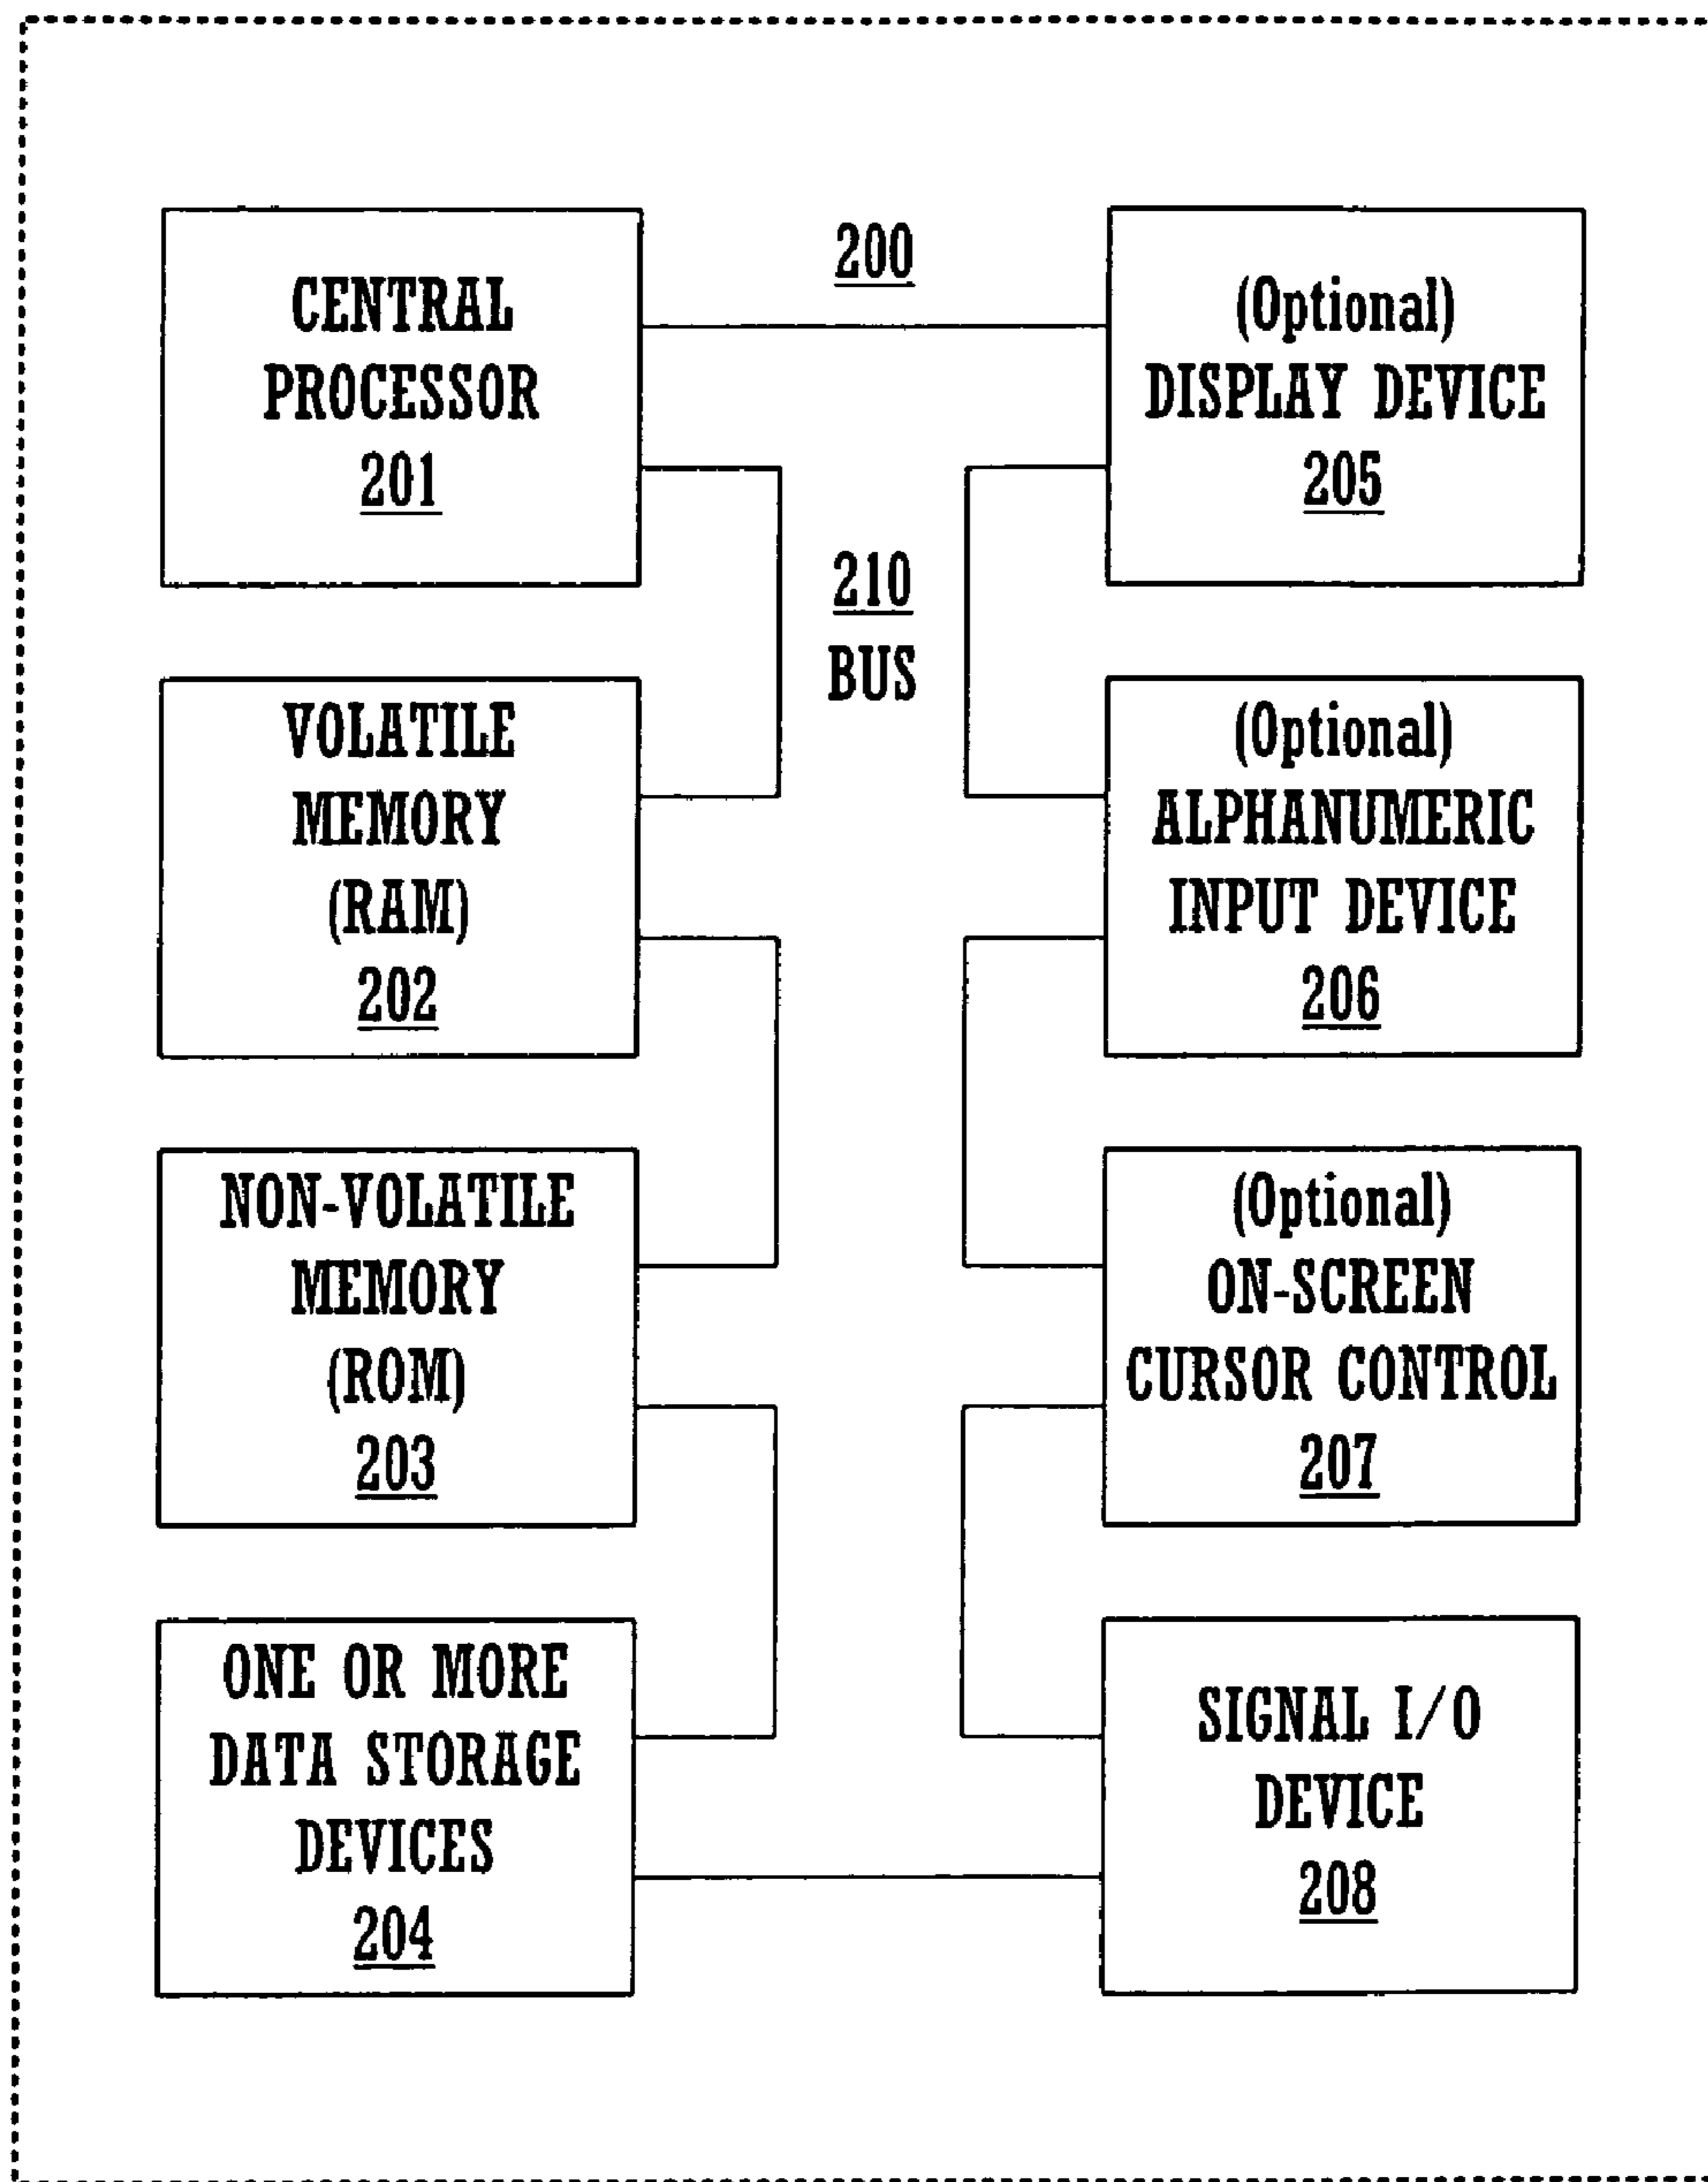 200
CENTRAL
PROCESSOR
201
(Optional)
DISPLAY DEVICE
205
210
BUS
VOLATILE
MEMORY
(RAM)
202
(Optional)
ALPHANUMERIC
INPUT DEVICE
206
NON-VOLATILE
MEMORY
(ROM)
203
(Optional)
ON-SCREEN
CURSOR CONTROL
207
ONE OR MORE
DATA STORAGE
DEVICES
204
SIGNAL I/O
DEVICE
208